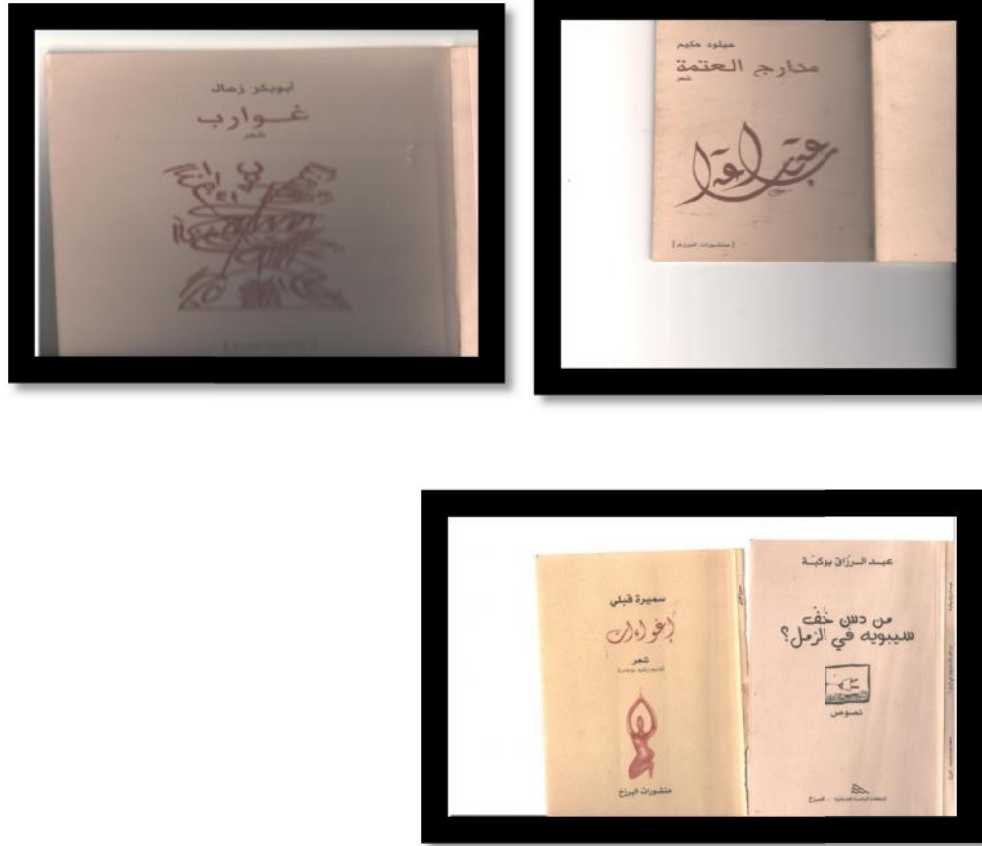 أبوبكر زمال
غوارب
شعر
ميلود حكيم
مدارج العتمة
شعر
[ منشورات البرزخ ]
سميرة قبلي
إغواءات
شعر
منشورات البرزخ
عبد الرزاق بوكبة
من دس خف
سيبويه في الرمل؟
نصوص
البرزخ